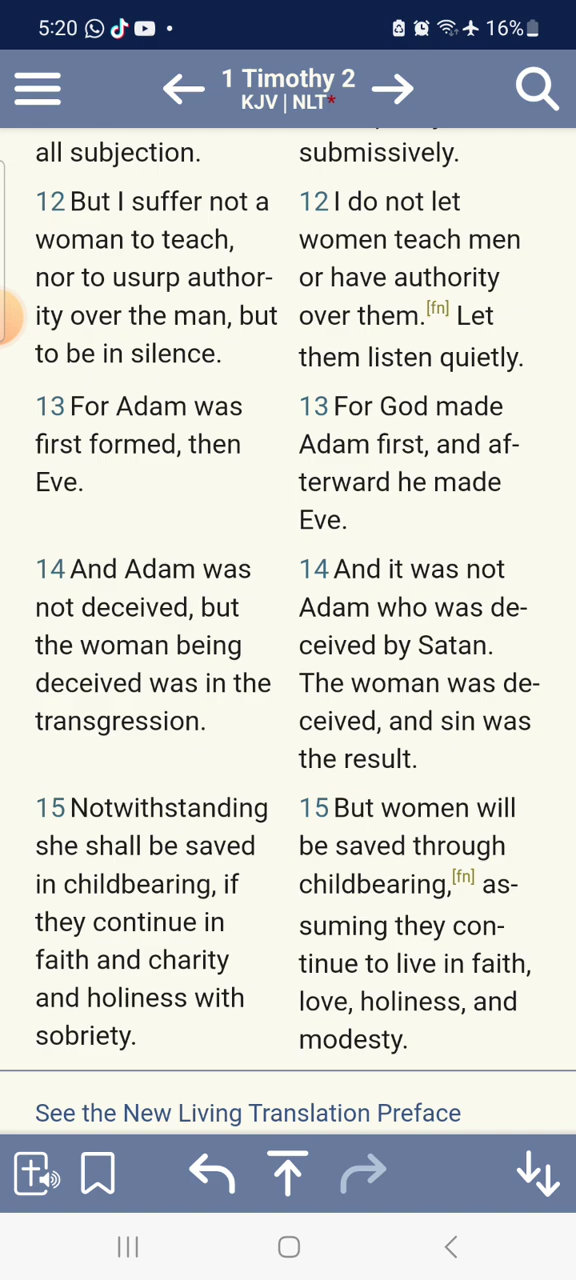 5:20
16%
1 Timothy 2
KJV | NLT*
all subjection.
12 But I suffer not a
woman to teach,
nor to usurp author-
ity over the man, but
to be in silence.
13 For Adam was
first formed, then
Eve.
14 And Adam was
not deceived, but
the woman being
deceived was in the
transgression.
15 Notwithstanding
she shall be saved
in childbearing, if
they continue in
faith and charity
and holiness with
sobriety.
submissively.
12 I do not let
women teach men
or have authority
over them.[fn] Let
them listen quietly.
13 For God made
Adam first, and af-
terward he made
Eve.
14 And it was not
Adam who was de-
ceived by Satan.
The woman was de-
ceived, and sin was
the result.
15 But women will
be saved through
childbearing,[fn] as-
suming they con-
tinue to live in faith,
love, holiness, and
modesty.
See the New Living Translation Preface